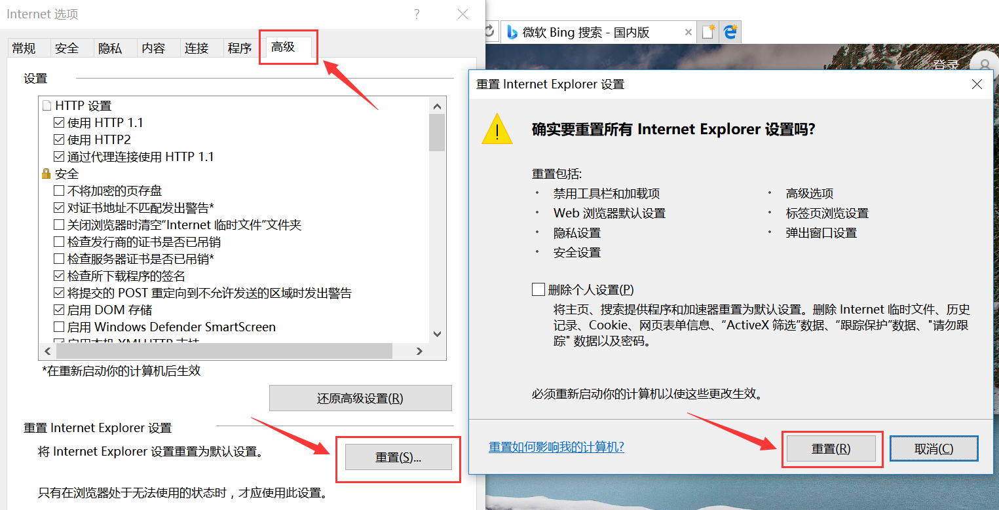 Internet 选项
?
常规
安全
隐私
内容
连接
程序
高级
设置
HTTP 设置
使用 HTTP 1.1
使用 HTTP2
通过代理连接使用 HTTP 1.1
安全
不将加密的页存盘
对证书地址不匹配发出警告*
关闭浏览器时清空“Internet 临时文件”文件夹
检查发行商的证书是否已吊销
检查服务器证书是否已吊销*
检查所下载程序的签名
将提交的 POST 重定向到不允许发送的区域时发出警告
启用 DOM 存储
启用 Windows Defender SmartScreen
启用本机 XMLHTTP 支持
*在重新启动你的计算机后生效
还原高级设置(R)
重置 Internet Explorer 设置
将 Internet Explorer 设置重置为默认设置。
重置(S)...
只有在浏览器处于无法使用的状态时，才应使用此设置。
微软 Bing 搜索 - 国内版
登录
重置 Internet Explorer 设置
确实要重置所有 Internet Explorer 设置吗?
重置包括:
· 禁用工具栏和加载项
· Web 浏览器默认设置
· 隐私设置
· 安全设置
· 高级选项
· 标签页浏览设置
· 弹出窗口设置
删除个人设置(P)
将主页、搜索提供程序和加速器重置为默认设置。删除 Internet 临时文件、历史
记录、Cookie、网页表单信息、“ActiveX 筛选”数据、“跟踪保护”数据、"请勿跟
踪" 数据以及密码。
必须重新启动你的计算机以使这些更改生效。
重置如何影响我的计算机?
重置(R)
取消(C)